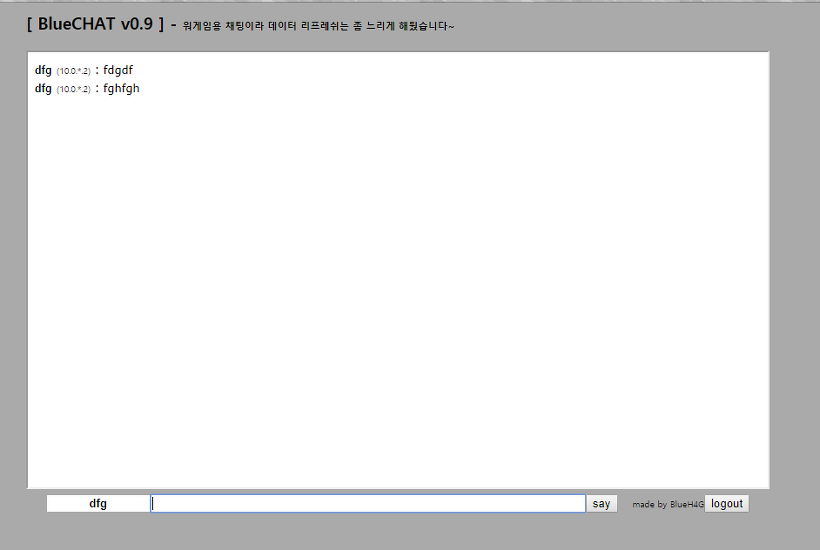 [ BlueCHAT v0.9 ] - 워게임용 채팅이라 데이터 리프레쉬는 좀 느리게 해뒀습니다~
dfg (10.0.*.2) : fdgdf
dfg (10.0.*.2) : fghfgh
dfg say made by BlueH4G logout